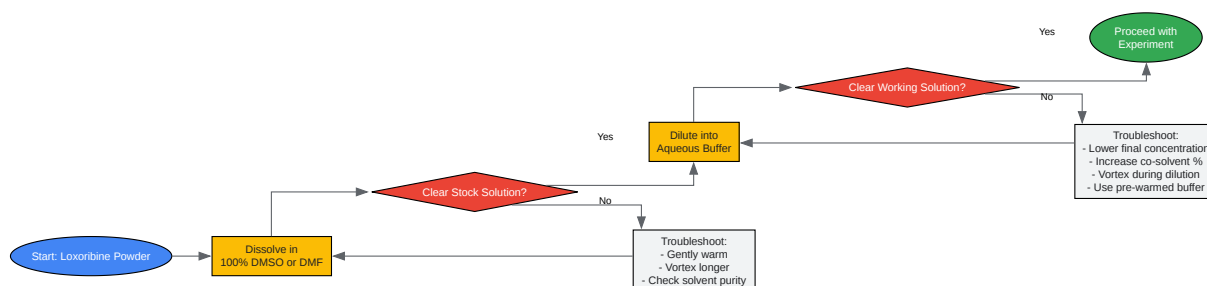 Start: Loxoribine Powder
Dissolve in
100% DMSO or DMF
Clear Stock Solution?
Yes
No
Troubleshoot:
- Gently warm
- Vortex longer
- Check solvent purity
Dilute into
Aqueous Buffer
Clear Working Solution?
Yes
No
Troubleshoot:
- Lower final concentration
- Increase co-solvent %
- Vortex during dilution
- Use pre-warmed buffer
Proceed with
Experiment